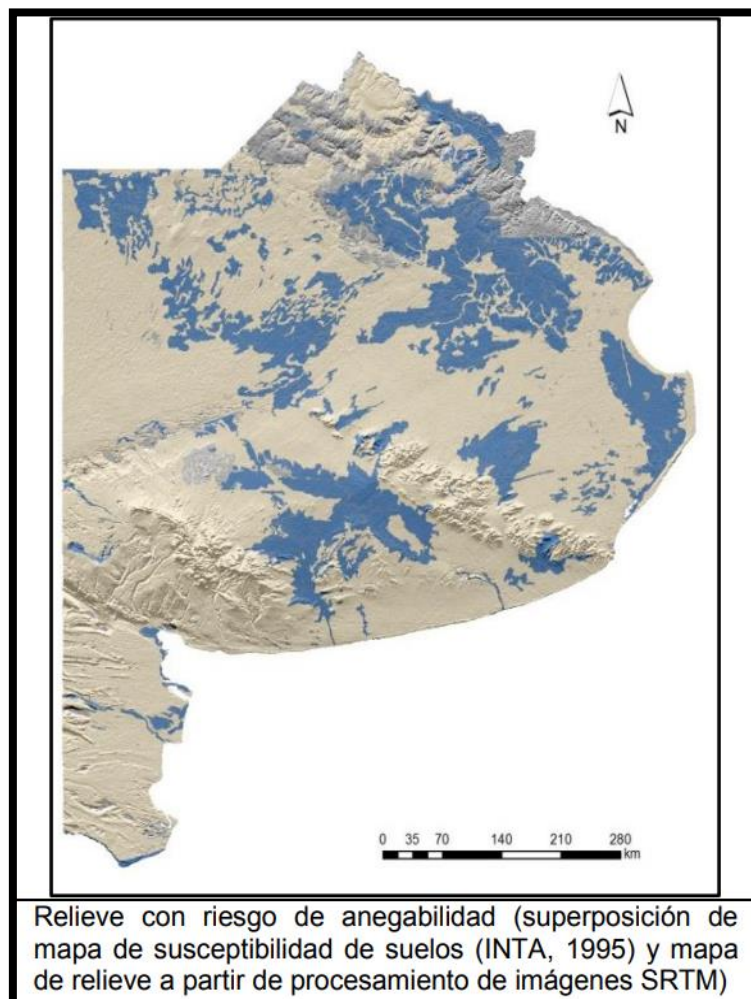 N
0 35 70 140 210 280
km
Relieve con riesgo de anegabilidad (superposición de
mapa de susceptibilidad de suelos (INTA, 1995) y mapa
de relieve a partir de procesamiento de imágenes SRTM)